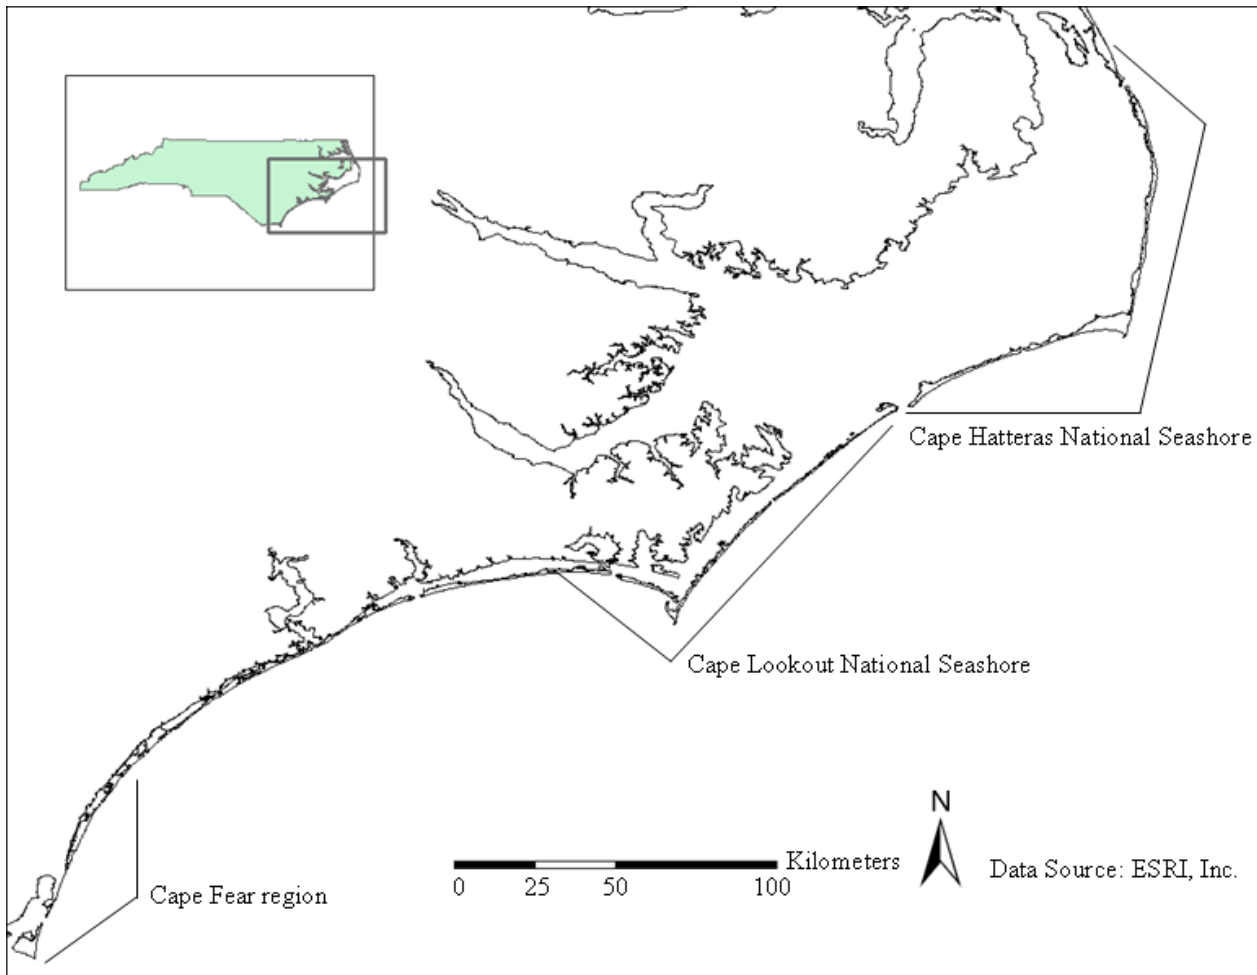 Cape Hatteras National Seashore
Cape Lookout National Seashore
N
Kilometers
0 25 50 100
Data Source: ESRI, Inc.
Cape Fear region